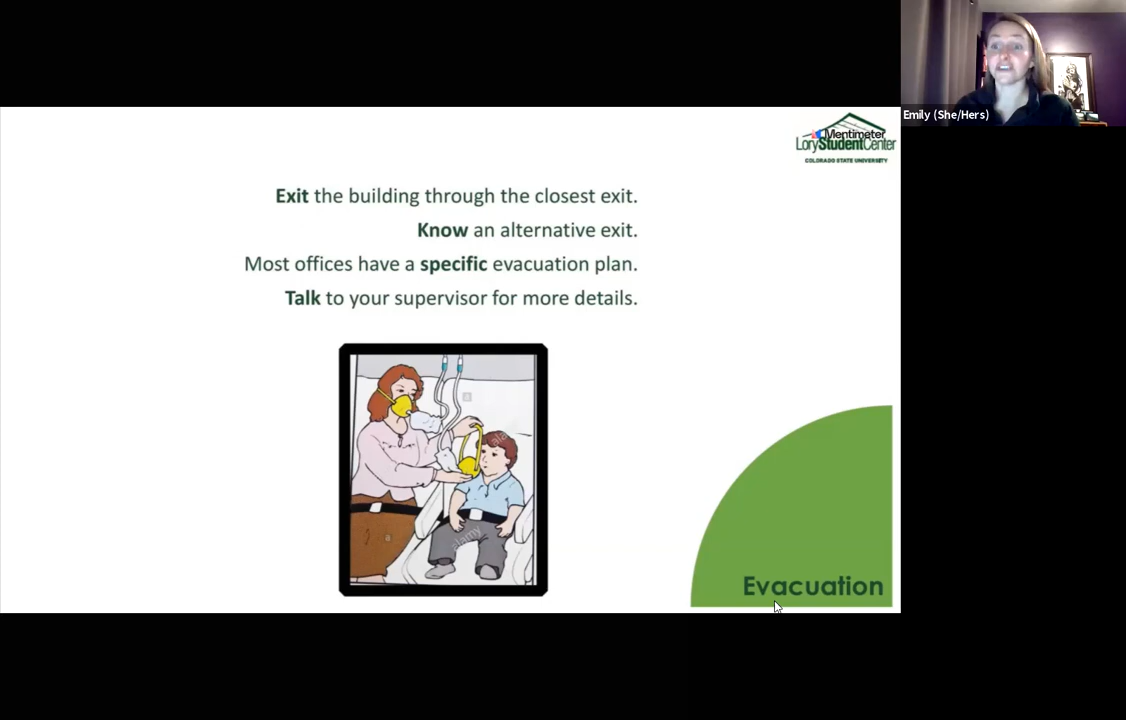 Emily (She/Hers)
Mentimeter
LoryStudentCenter
COLORADO STATE UNIVERSITY
Exit the building through the closest exit.
Know an alternative exit.
Most offices have a specific evacuation plan.
Talk to your supervisor for more details.
a
alamy
a
Evacuation